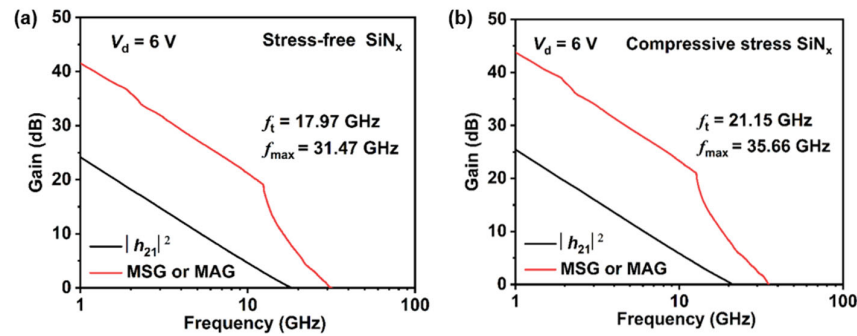 (a)
50
40
30
20
10
0
Gain (dB)
V_d = 6 V
Stress-free SiN_x
f_t = 17.97 GHz
f_max = 31.47 GHz
|h_21|^2
MSG or MAG
1
10
100
Frequency (GHz)
(b)
50
40
30
20
10
0
Gain (dB)
V_d = 6 V
Compressive stress SiN_x
f_t = 21.15 GHz
f_max = 35.66 GHz
|h_21|^2
MSG or MAG
1
10
100
Frequency (GHz)